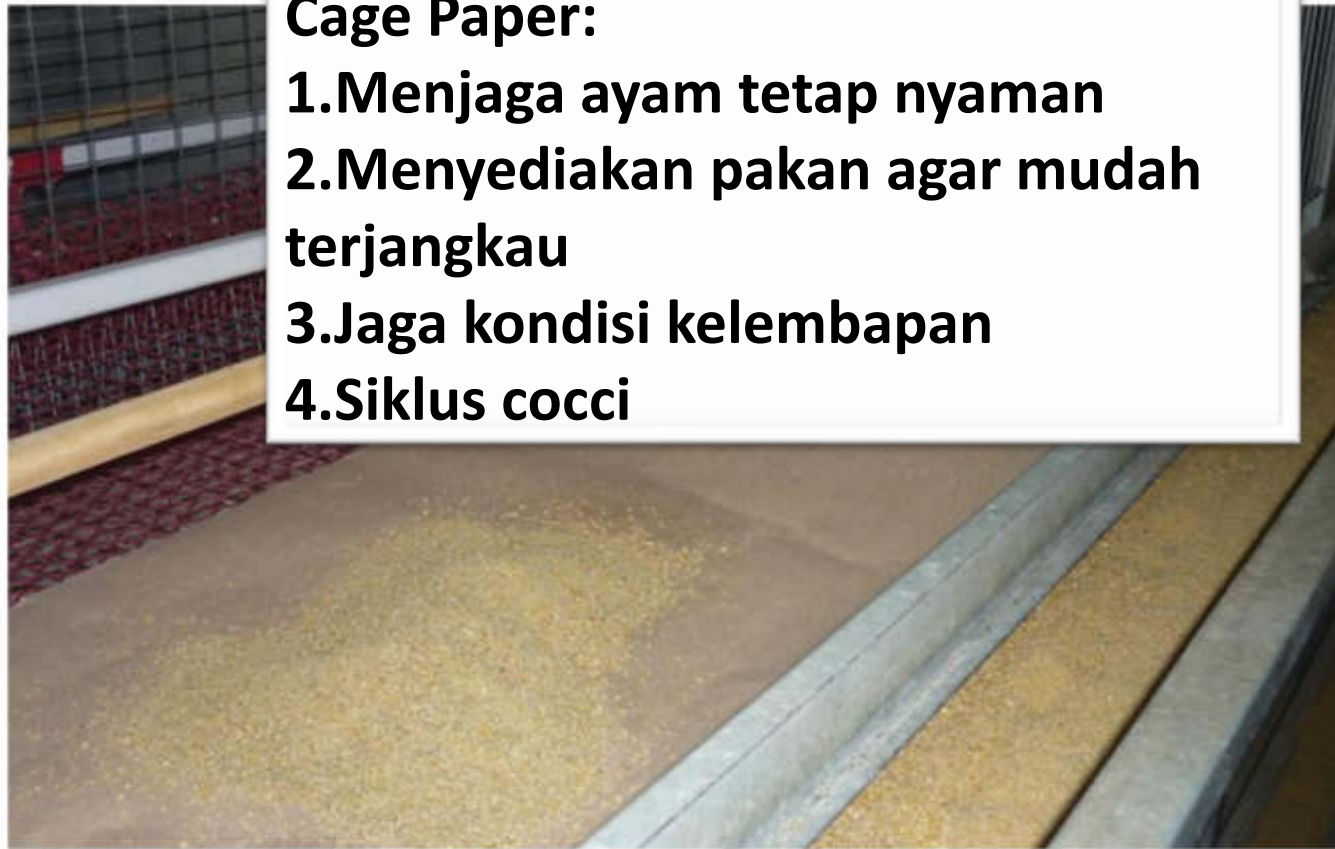 Cage Paper:
1.Menjaga ayam tetap nyaman
2.Menyediakan pakan agar mudah
terjangkau
3.Jaga kondisi kelembapan
4.Siklus cocci